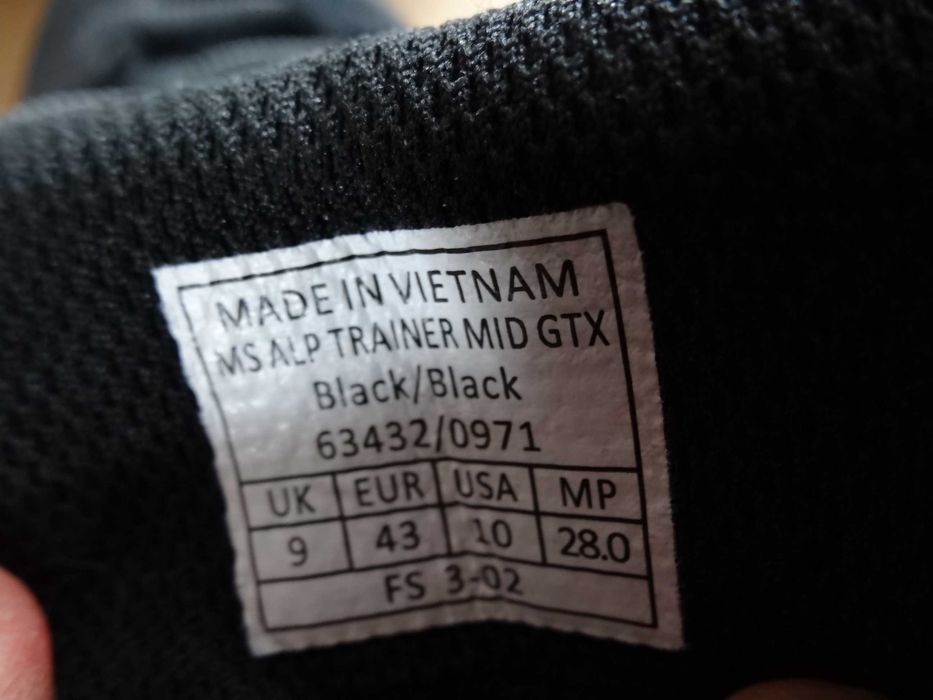 MADE IN VIETNAM
MS ALP TRAINER MID GTX
Black/Black
63432/0971
UK EUR USA MP
9 43 10 28.0
FS 3-02